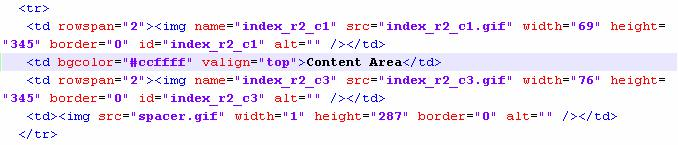 <tr>
<td rowspan="2"><img name="index_r2_c1" src="index_r2_c1.gif" width="69" height=
"345" border="0" id="index_r2_c1" alt="" /></td>
<td bgcolor="#ccffff" valign="top">Content Area</td>
<td rowspan="2"><img name="index_r2_c3" src="index_r2_c3.gif" width="76" height=
"345" border="0" id="index_r2_c3" alt="" /></td>
<td><img src="spacer.gif" width="1" height="287" border="0" alt="" /></td>
</tr>